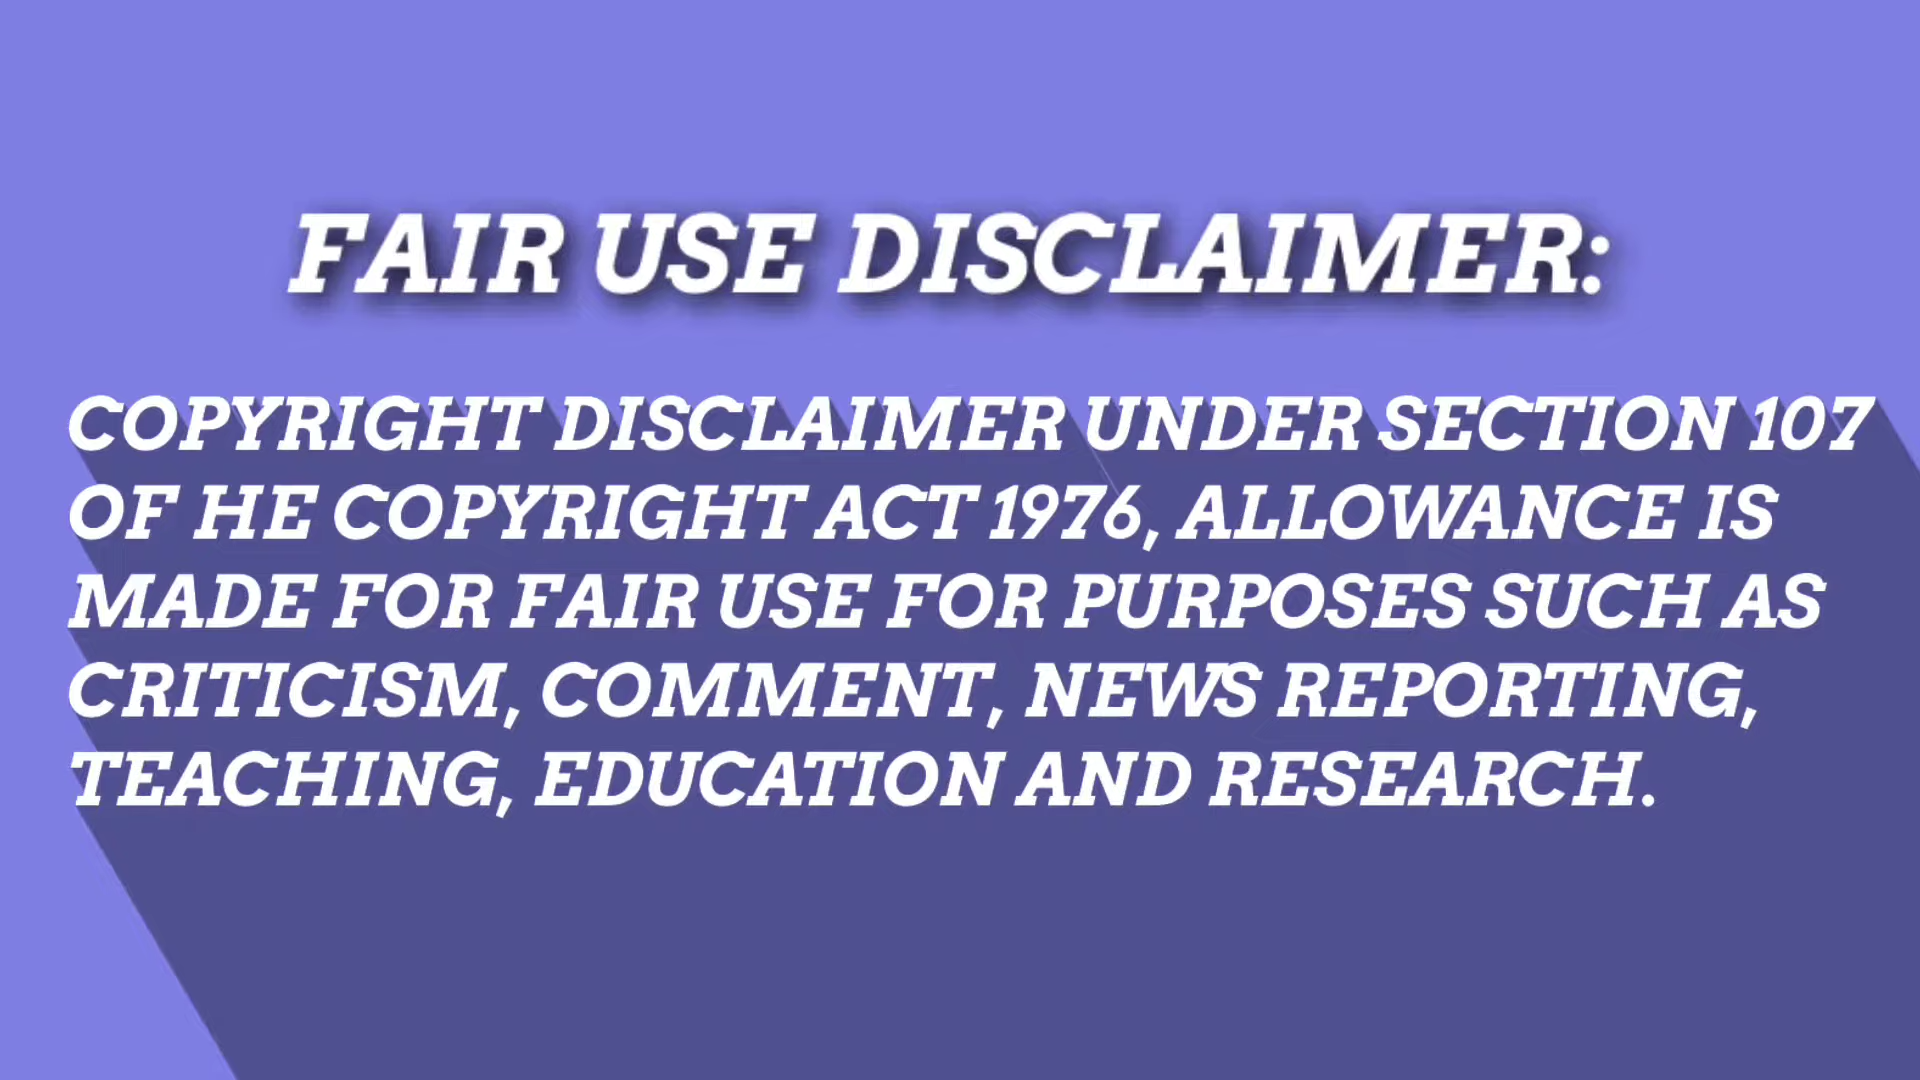 FAIR USE DISCLAIMER:
COPYRIGHT DISCLAIMER UNDER SECTION 107
OF HE COPYRIGHT ACT 1976, ALLOWANCE IS
MADE FOR FAIR USE FOR PURPOSES SUCH AS
CRITICISM, COMMENT, NEWS REPORTING,
TEACHING, EDUCATION AND RESEARCH.